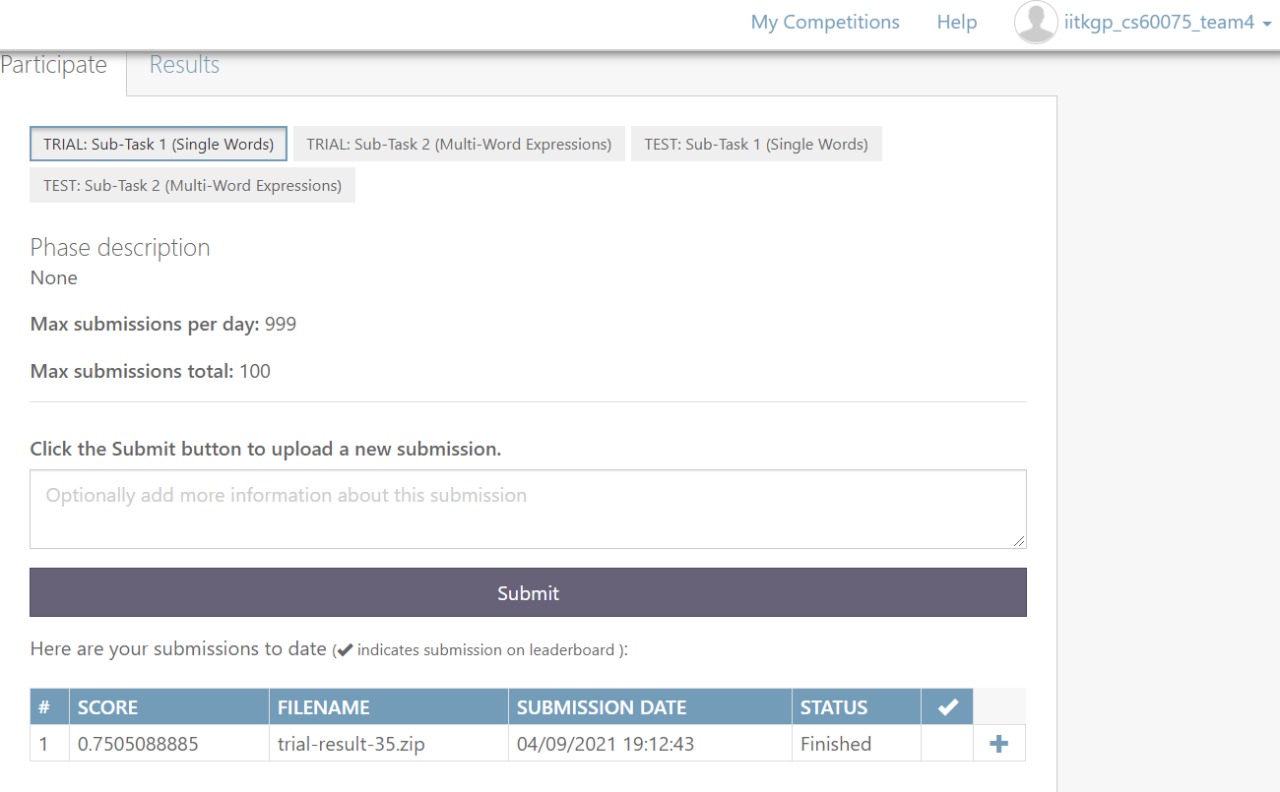 My Competitions Help iitkgp_cs60075_team4
Participate Results
TRIAL: Sub-Task 1 (Single Words) TRIAL: Sub-Task 2 (Multi-Word Expressions) TEST: Sub-Task 1 (Single Words)
TEST: Sub-Task 2 (Multi-Word Expressions)
Phase description
None
Max submissions per day: 999
Max submissions total: 100
Click the Submit button to upload a new submission.
Optionally add more information about this submission
Submit
Here are your submissions to date (✔ indicates submission on leaderboard ):
# SCORE FILENAME SUBMISSION DATE STATUS ✔
1 0.7505088885 trial-result-35.zip 04/09/2021 19:12:43 Finished +